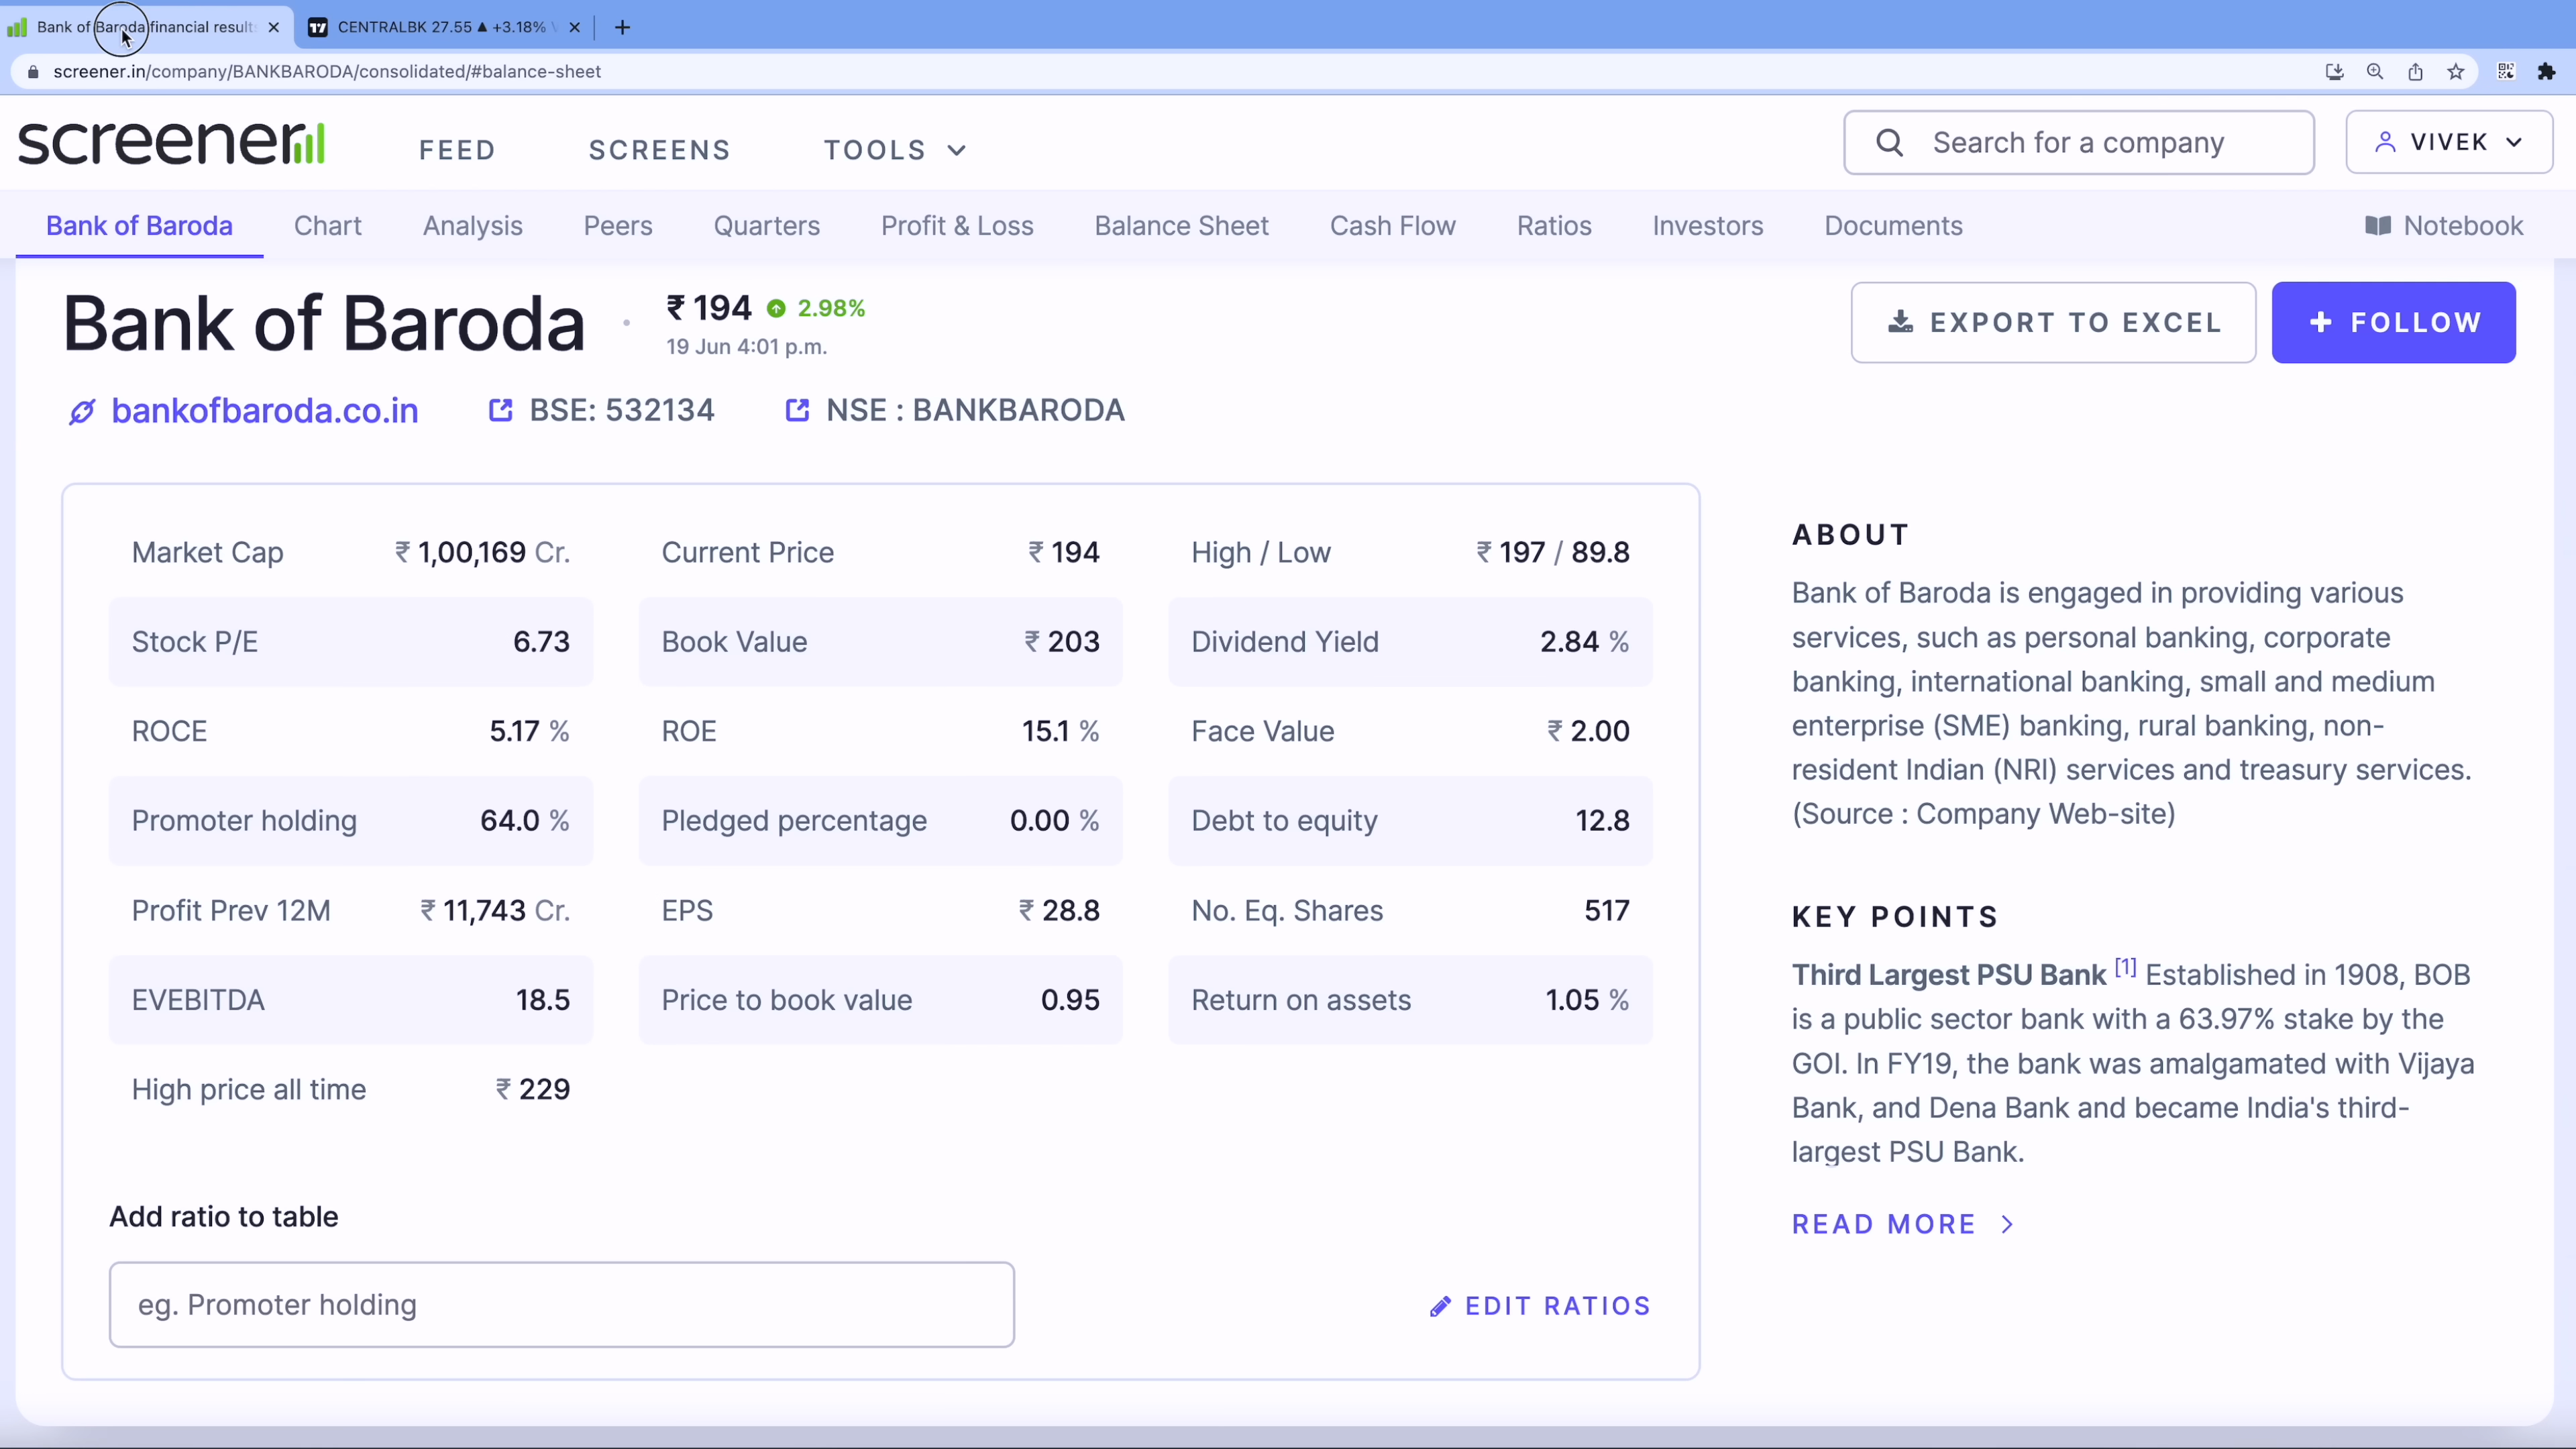 Bank of Baroda financial result
CENTRALBK 27.55 ▲ +3.18%
screener.in/company/BANKBARODA/consolidated/#balance-sheet
screener
FEED
SCREENS
TOOLS
Search for a company
VIVEK
Bank of Baroda
Chart
Analysis
Peers
Quarters
Profit & Loss
Balance Sheet
Cash Flow
Ratios
Investors
Documents
Notebook
Bank of Baroda
₹ 194 2.98%
19 Jun 4:01 p.m.
EXPORT TO EXCEL
+ FOLLOW
bankofbaroda.co.in
BSE: 532134
NSE : BANKBARODA
Market Cap ₹ 1,00,169 Cr.
Current Price ₹ 194
High / Low ₹ 197 / 89.8
Stock P/E 6.73
Book Value ₹ 203
Dividend Yield 2.84 %
ROCE 5.17 %
ROE 15.1 %
Face Value ₹ 2.00
Promoter holding 64.0 %
Pledged percentage 0.00 %
Debt to equity 12.8
Profit Prev 12M ₹ 11,743 Cr.
EPS ₹ 28.8
No. Eq. Shares 517
EVEBITDA 18.5
Price to book value 0.95
Return on assets 1.05 %
High price all time ₹ 229
Add ratio to table
eg. Promoter holding
EDIT RATIOS
ABOUT
Bank of Baroda is engaged in providing various
services, such as personal banking, corporate
banking, international banking, small and medium
enterprise (SME) banking, rural banking, non-
resident Indian (NRI) services and treasury services.
(Source : Company Web-site)
KEY POINTS
Third Largest PSU Bank [1] Established in 1908, BOB
is a public sector bank with a 63.97% stake by the
GOI. In FY19, the bank was amalgamated with Vijaya
Bank, and Dena Bank and became India's third-
largest PSU Bank.
READ MORE